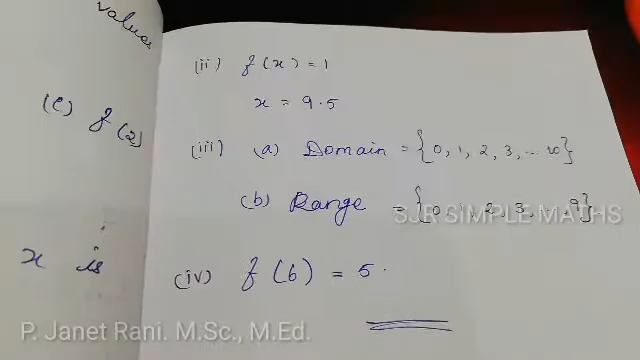 values
(c) f(2)
x is
(ii) f(x) = 1
x = 9.5
(iii) (a) Domain = {0, 1, 2, 3, ... 10}
(b) Range = {0, 1, 2, 3, ... 9}
(iv) f(6) = 5.
SJR SIMPLE MATHS
P. Janet Rani. M.Sc., M.Ed.